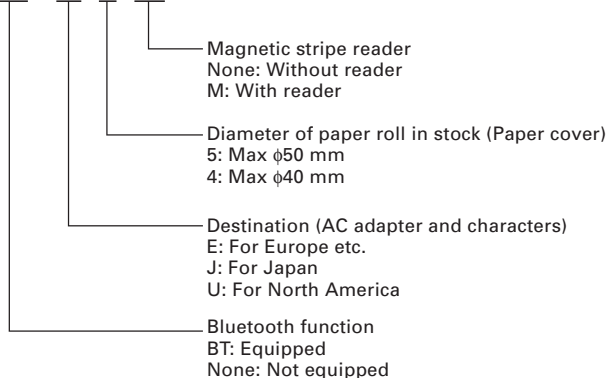 Magnetic stripe reader
None: Without reader
M: With reader
Diameter of paper roll in stock (Paper cover)
5: Max ϕ50 mm
4: Max ϕ40 mm
Destination (AC adapter and characters)
E: For Europe etc.
J: For Japan
U: For North America
Bluetooth function
BT: Equipped
None: Not equipped